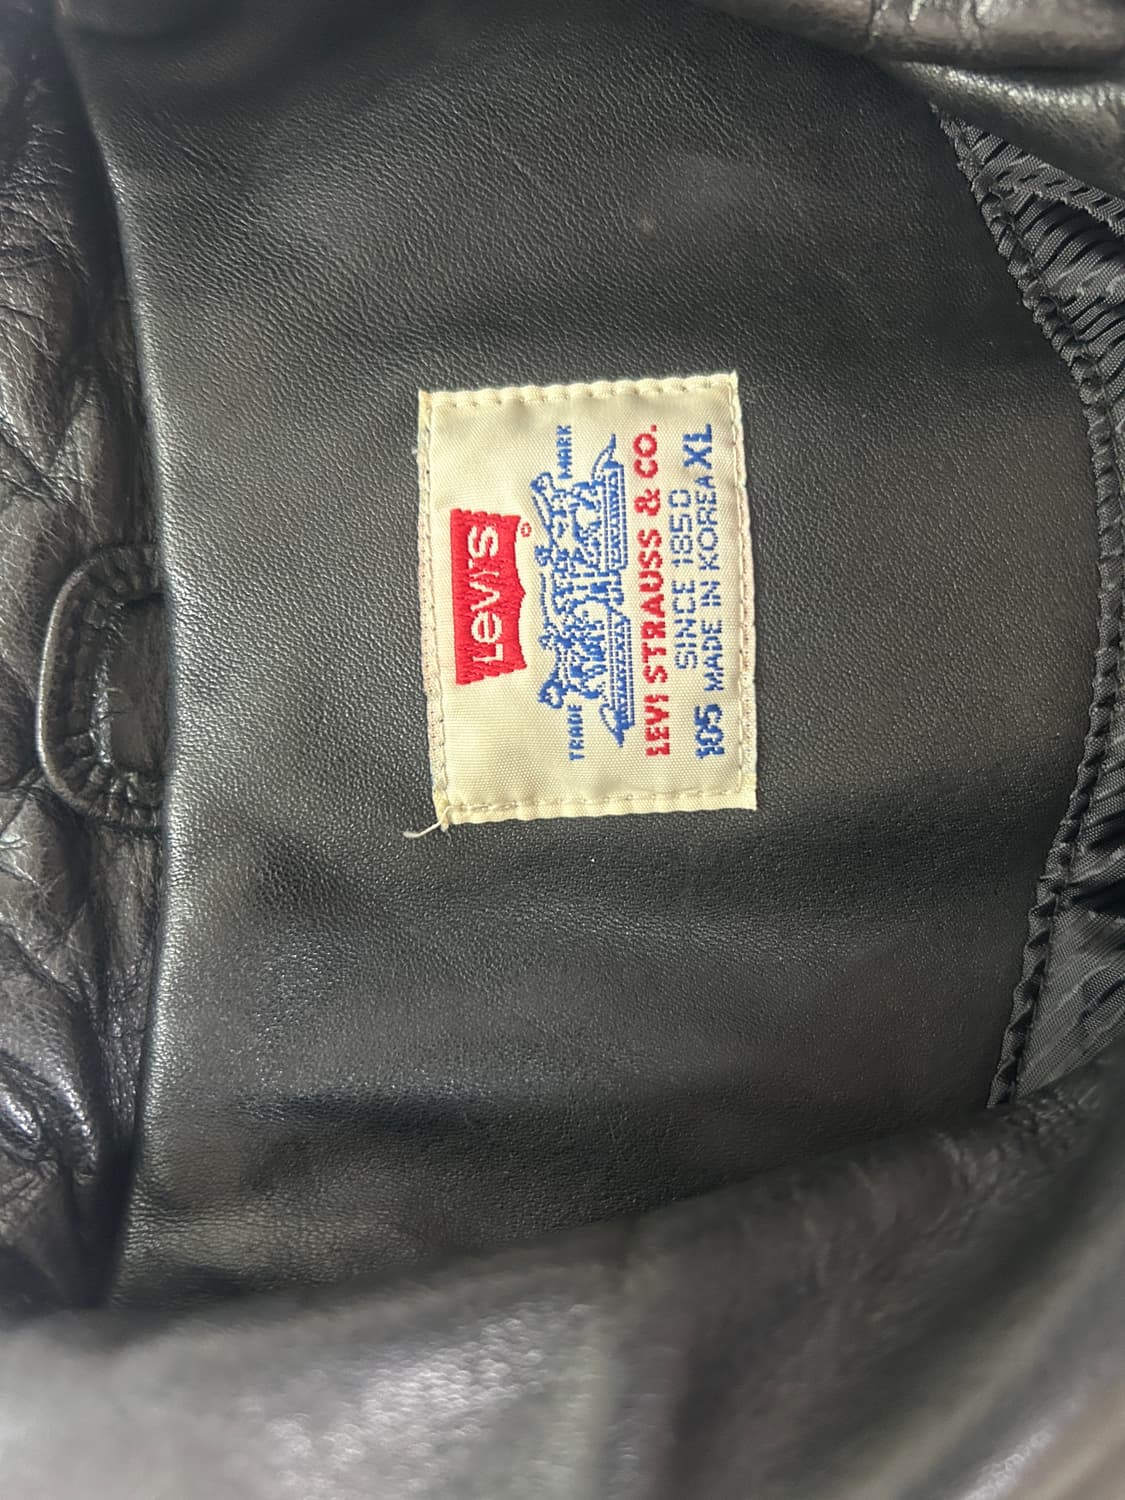 LEVI'S
®
TRADE MARK
LEVI STRAUSS & CO.
SINCE 1850
105 MADE IN KOREA XL